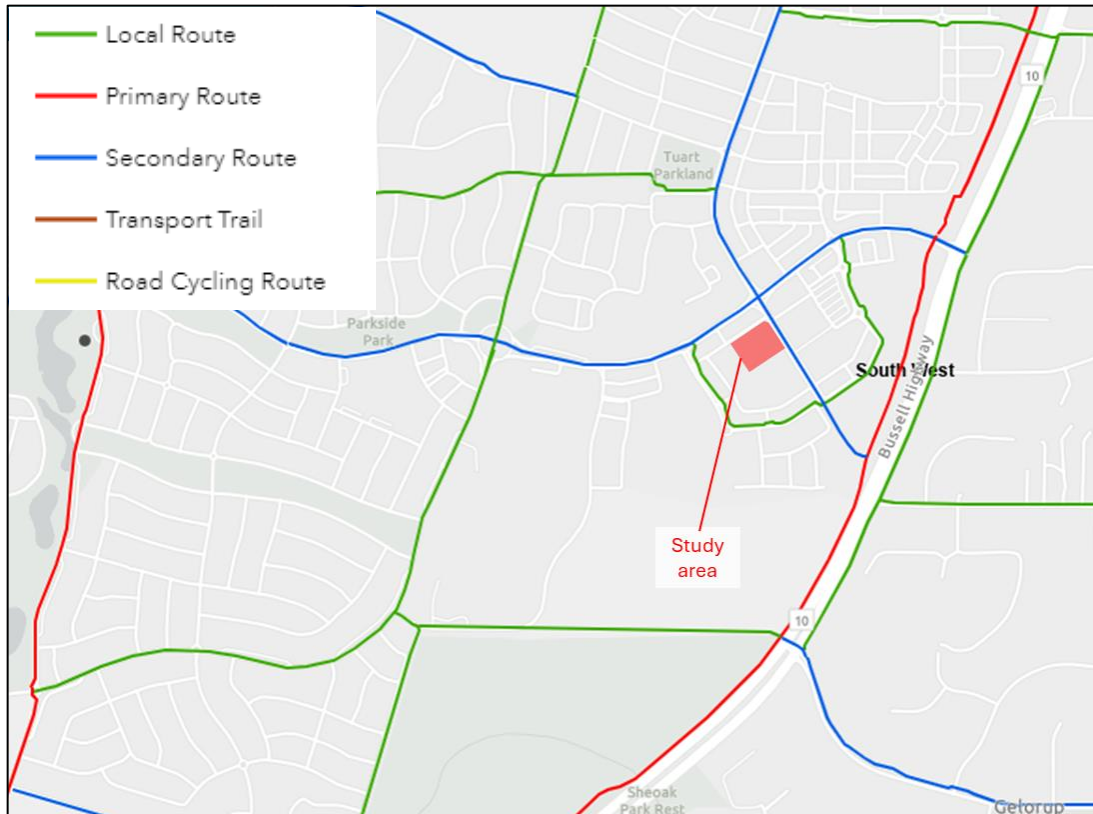 Local Route
Primary Route
Secondary Route
Transport Trail
Road Cycling Route
10
Tuart
Parkland
Parkside
Park
South West
Bussell Highway
Study
area
10
Sheoak
Park Rest
Gelorup